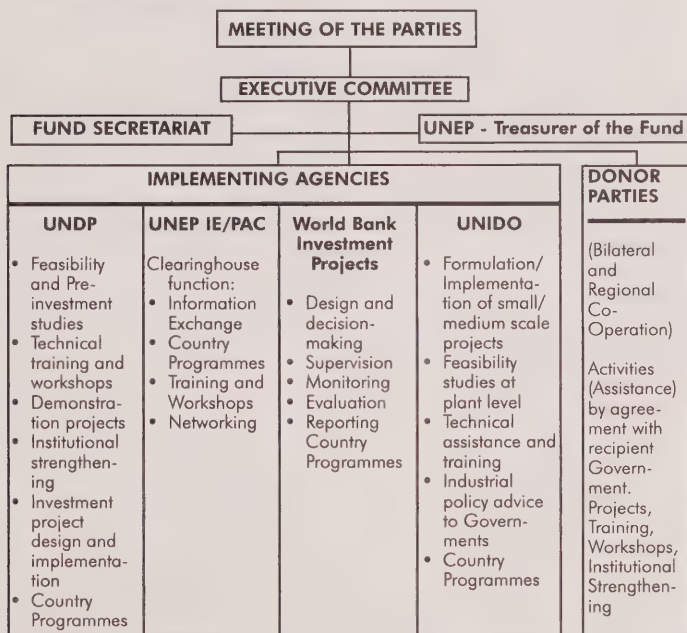 MEETING OF THE PARTIES
EXECUTIVE COMMITTEE
FUND SECRETARIAT
UNEP - Treasurer of the Fund
IMPLEMENTING AGENCIES
UNDP
• Feasibility
and Pre-
investment
studies
• Technical
training and
workshops
• Demonstra-
tion projects
• Institutional
strengthen-
ing
• Investment
project
design and
implementa-
tion
• Country
Programmes
UNEP IE/PAC
Clearinghouse
function:
• Information
Exchange
• Country
Programmes
• Training and
Workshops
• Networking
World Bank
Investment
Projects
• Design and
decision-
making
• Supervision
• Monitoring
• Evaluation
• Reporting
Country
Programmes
UNIDO
• Formulation/
Implementa-
tion of small/
medium scale
projects
• Feasibility
studies at
plant level
• Technical
assistance and
training
• Industrial
policy advice
to Govern-
ments
• Country
Programmes
DONOR
PARTIES
(Bilateral
and
Regional
Co-
Operation)
Activities
(Assistance)
by agree-
ment with
recipient
Govern-
ment.
Projects,
Training,
Workshops,
Institutional
Strengthen-
ing